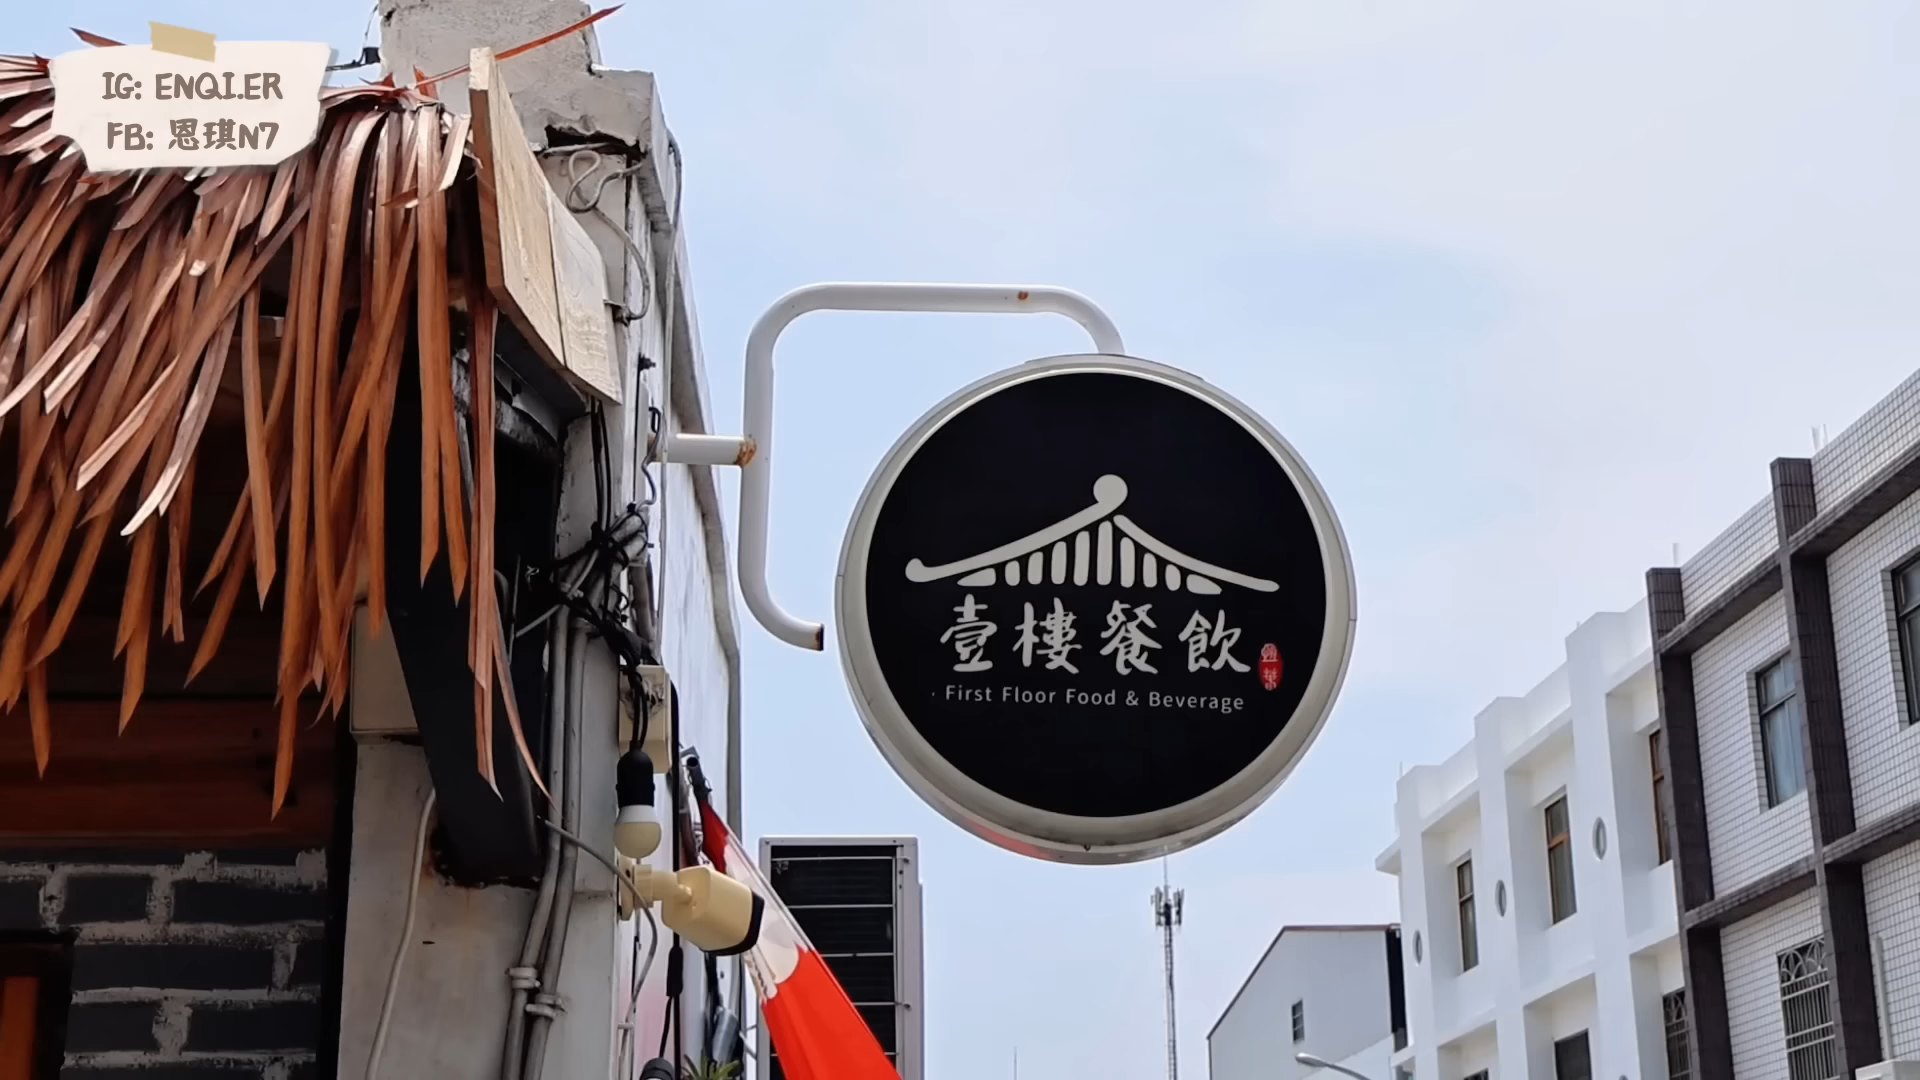 IG: ENQI.ER
FB: 恩琪N7
壹樓餐飲
First Floor Food & Beverage